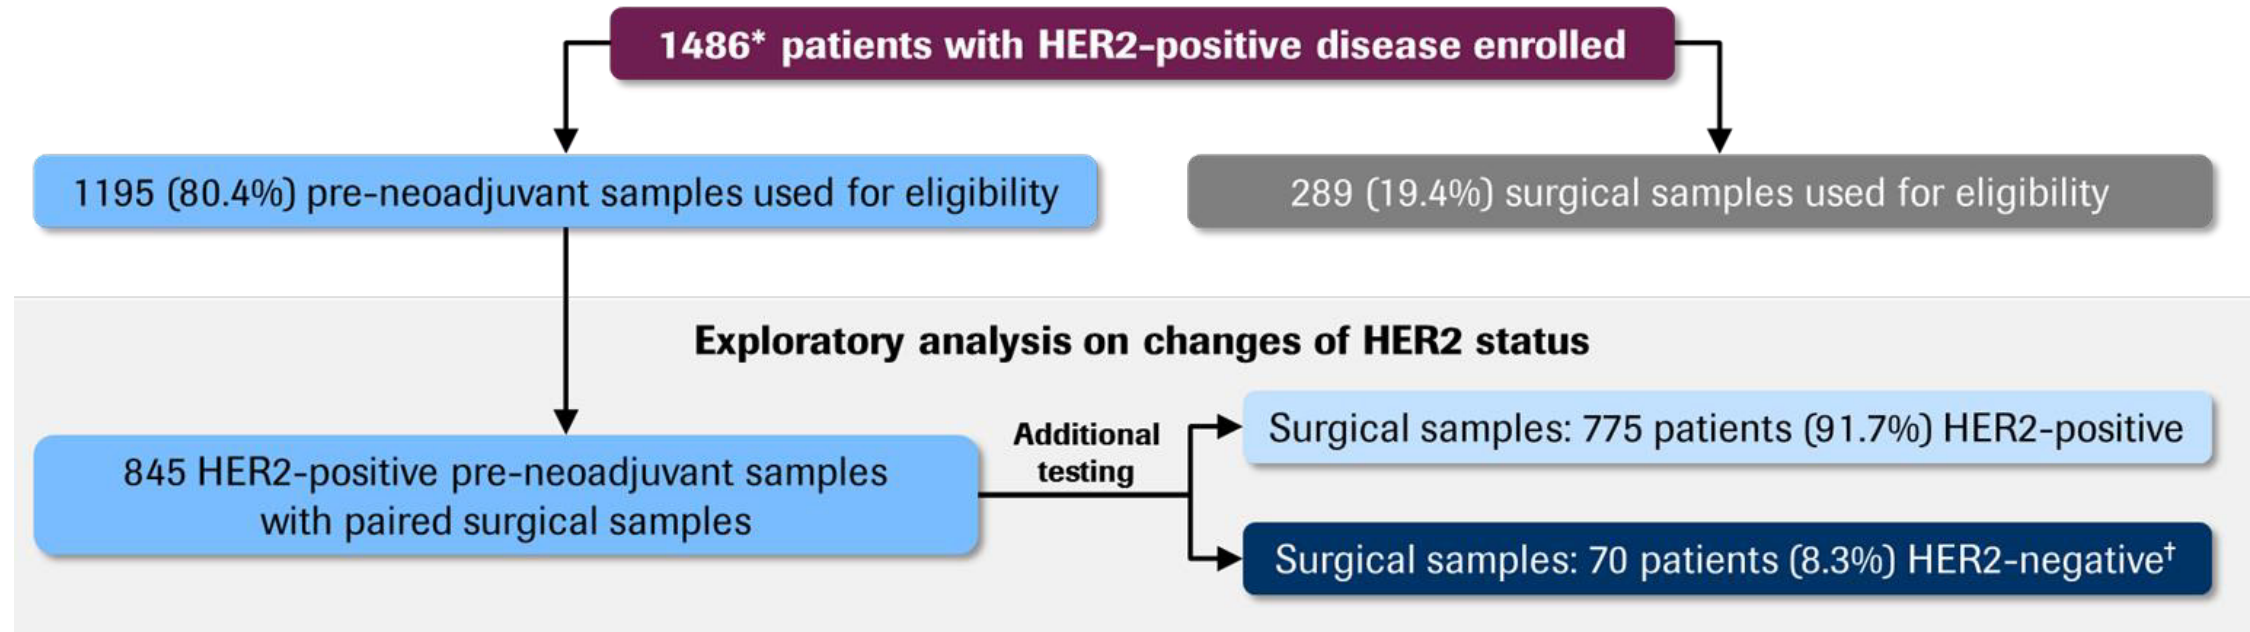 1486* patients with HER2-positive disease enrolled
1195 (80.4%) pre-neoadjuvant samples used for eligibility
289 (19.4%) surgical samples used for eligibility
Exploratory analysis on changes of HER2 status
845 HER2-positive pre-neoadjuvant samples
with paired surgical samples
Additional
testing
Surgical samples: 775 patients (91.7%) HER2-positive
Surgical samples: 70 patients (8.3%) HER2-negative†